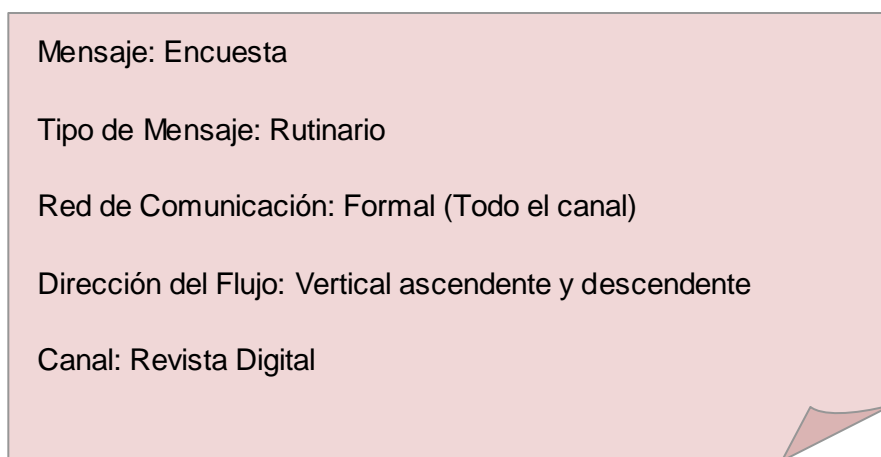 Mensaje: Encuesta
Tipo de Mensaje: Rutinario
Red de Comunicación: Formal (Todo el canal)
Dirección del Flujo: Vertical ascendente y descendente
Canal: Revista Digital